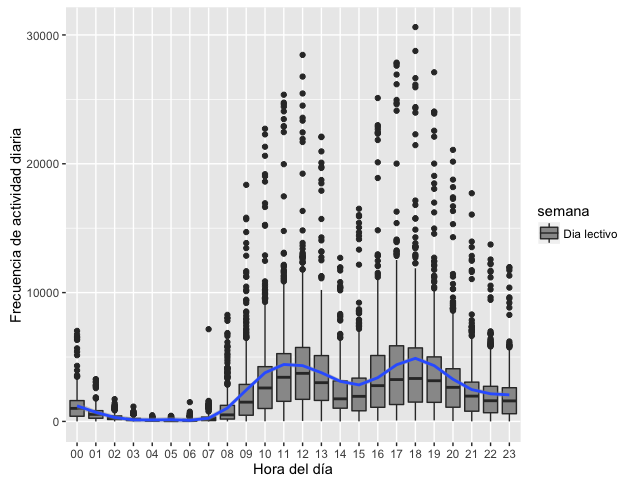 30000
20000
10000
0
Frecuencia de actividad diaria
00 01 02 03 04 05 06 07 08 09 10 11 12 13 14 15 16 17 18 19 20 21 22 23
Hora del día
semana
Dia lectivo